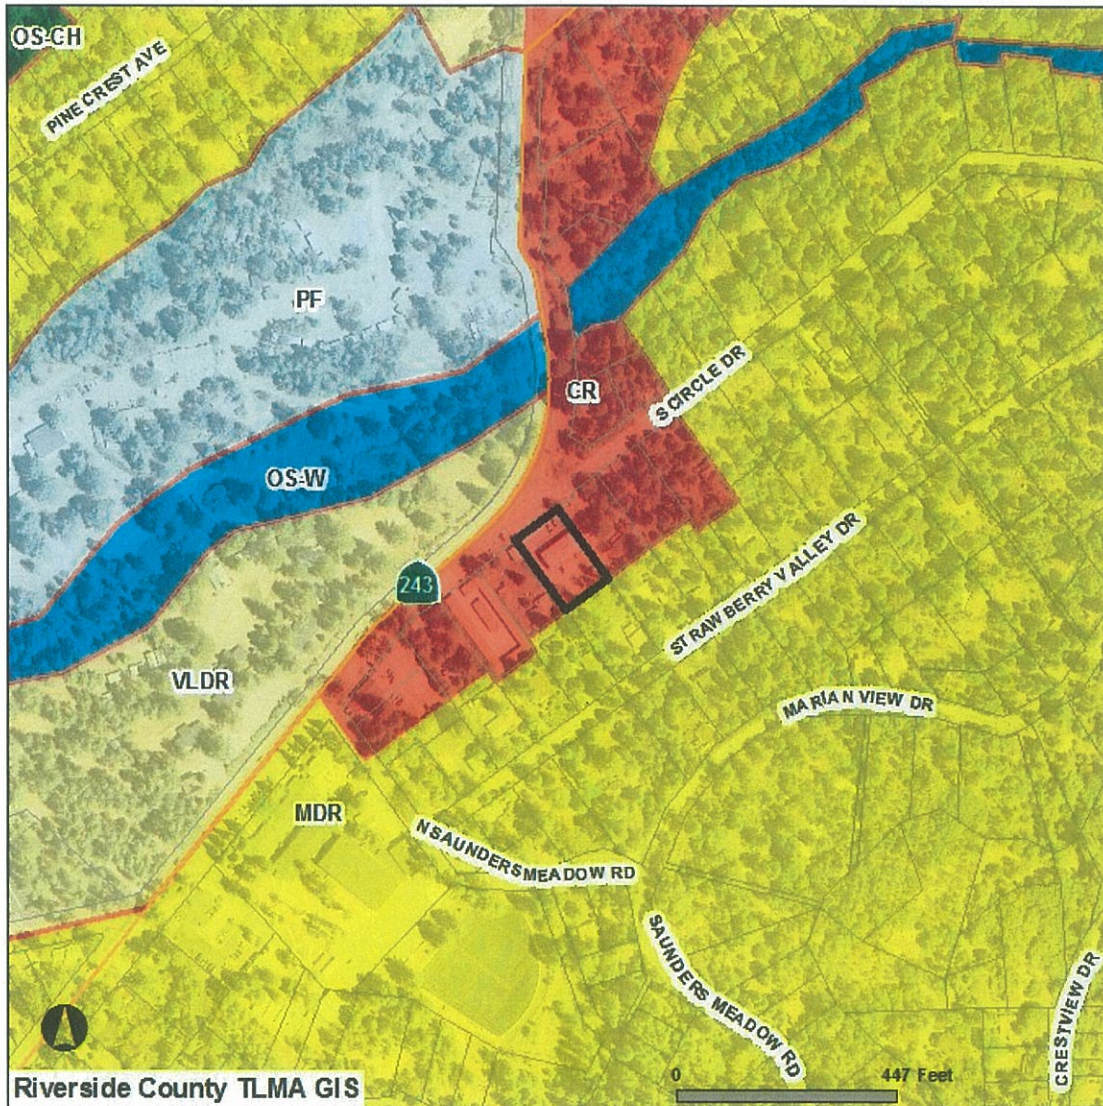 OS-CH
PINE CREST AVE
PF
CR
S CIRCLE DR
OS-W
243
STRAWBERRY VALLEY DR
VLDR
MARIAN VIEW DR
MDR
N SAUNDERS MEADOW RD
SAUNDERS MEADOW RD
CRESTVIEW DR
0 447 Feet
Riverside County TLMA GIS